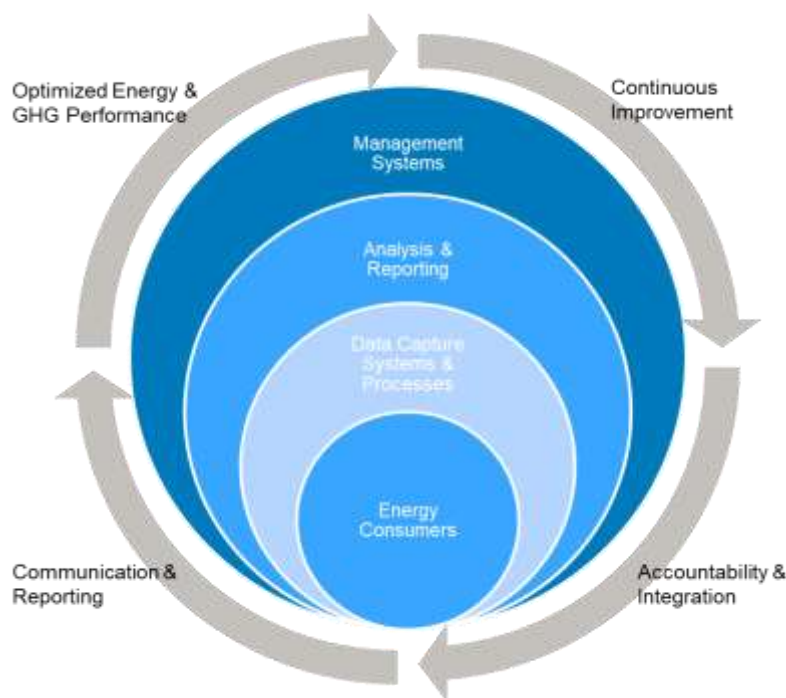 Optimized Energy &
GHG Performance
Continuous
Improvement
Management
Systems
Analysis &
Reporting
Data Capture
Systems &
Processes
Energy
Consumers
Communication &
Reporting
Accountability &
Integration